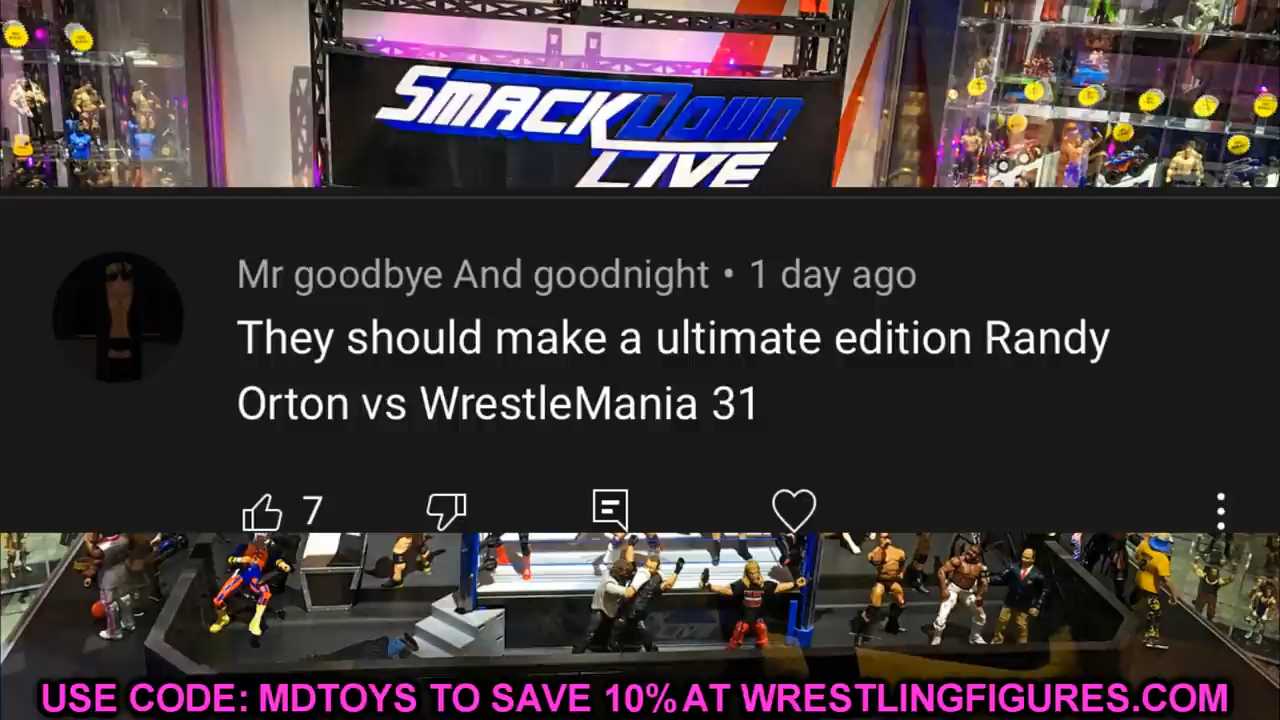 SMACKDOWN
LIVE
Mr goodbye And goodnight • 1 day ago
They should make a ultimate edition Randy
Orton vs WrestleMania 31
7
USE CODE: MDTOYS TO SAVE 10% AT WRESTLINGFIGURES.COM